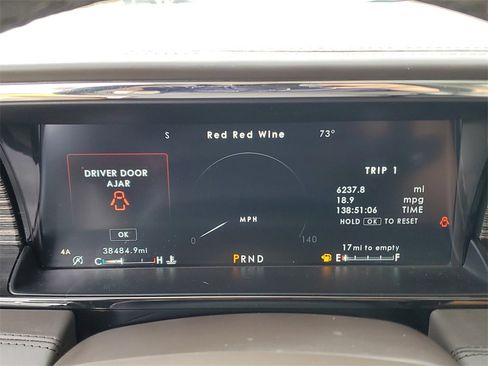 S Red Red Wine 73°
DRIVER DOOR
AJAR
OK
TRIP 1
6237.8 mi
18.9 mpg
138:51:06 TIME
HOLD OK TO RESET
MPH
0 140
4A 38484.9mi
17mi to empty
C H
PRND
E F